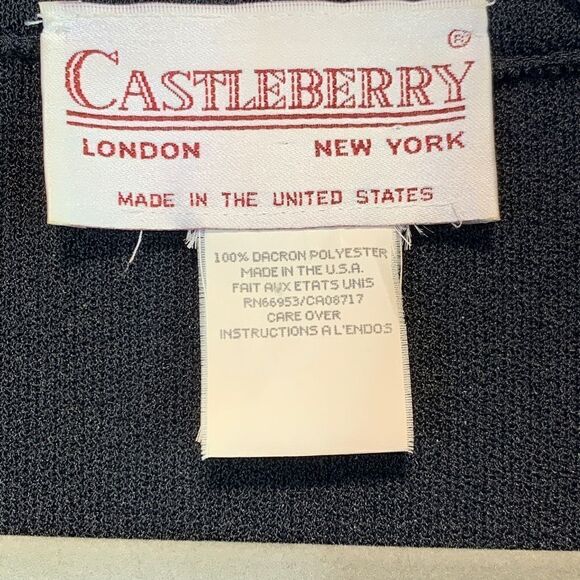 CASTLEBERRY ®
LONDON NEW YORK
MADE IN THE UNITED STATES
100% DACRON POLYESTER
MADE IN THE U.S.A.
FAIT AUX ETATS UNIS
RN66953/CA08717
CARE OVER
INSTRUCTIONS A L'ENDOS